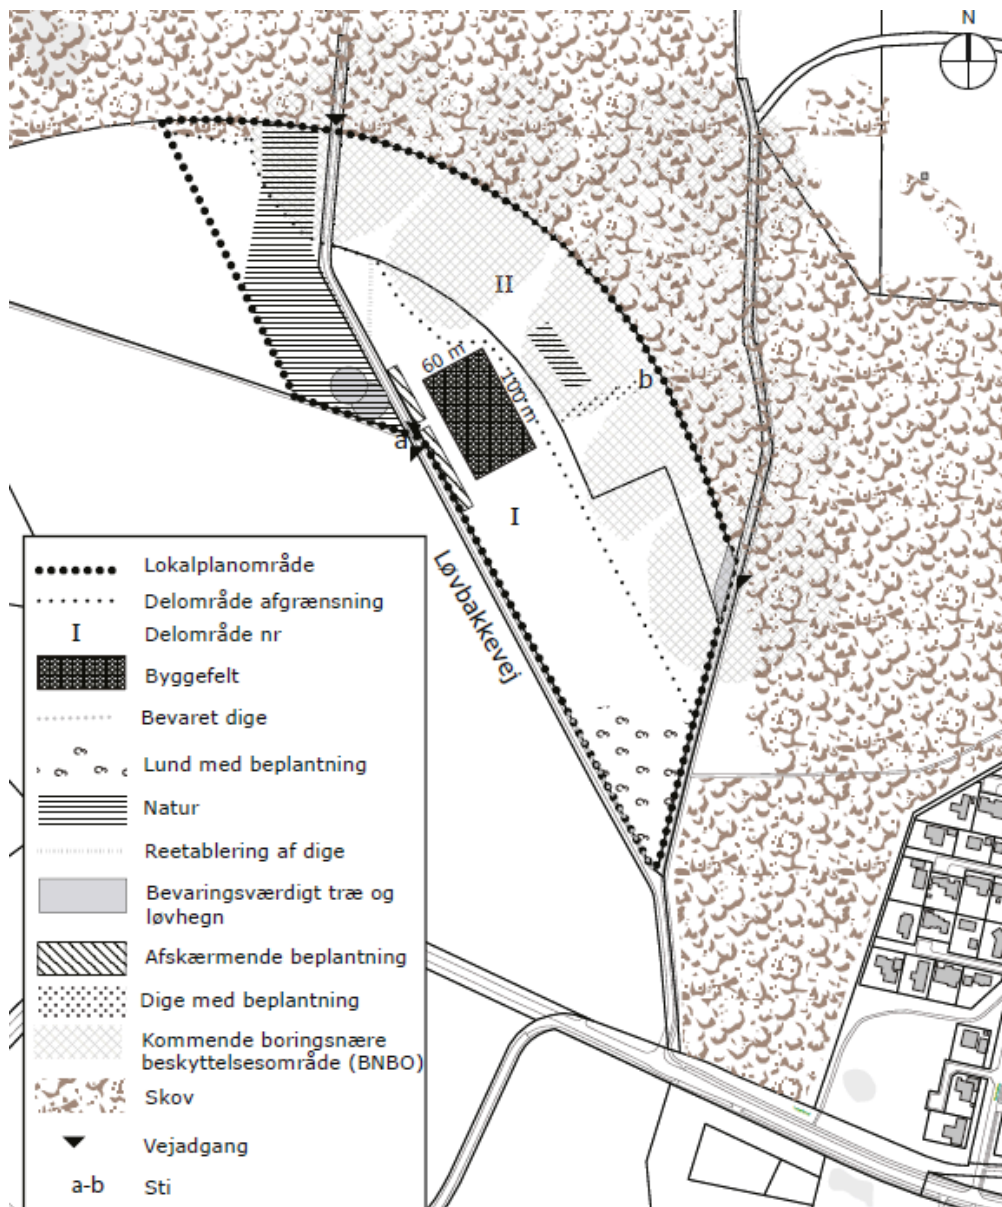 N
II
60 m
100 m
b
a
I
Løvbakkevej
Lokalplanområde
Delområde afgrænsning
I
Delområde nr
Byggefelt
Bevaret dige
Lund med beplantning
Natur
Reetablering af dige
Bevaringsværdigt træ og
løvhegn
Afskærmende beplantning
Dige med beplantning
Kommende boringsnære
beskyttelsesområde (BNBO)
Skov
Vejadgang
a-b
Sti